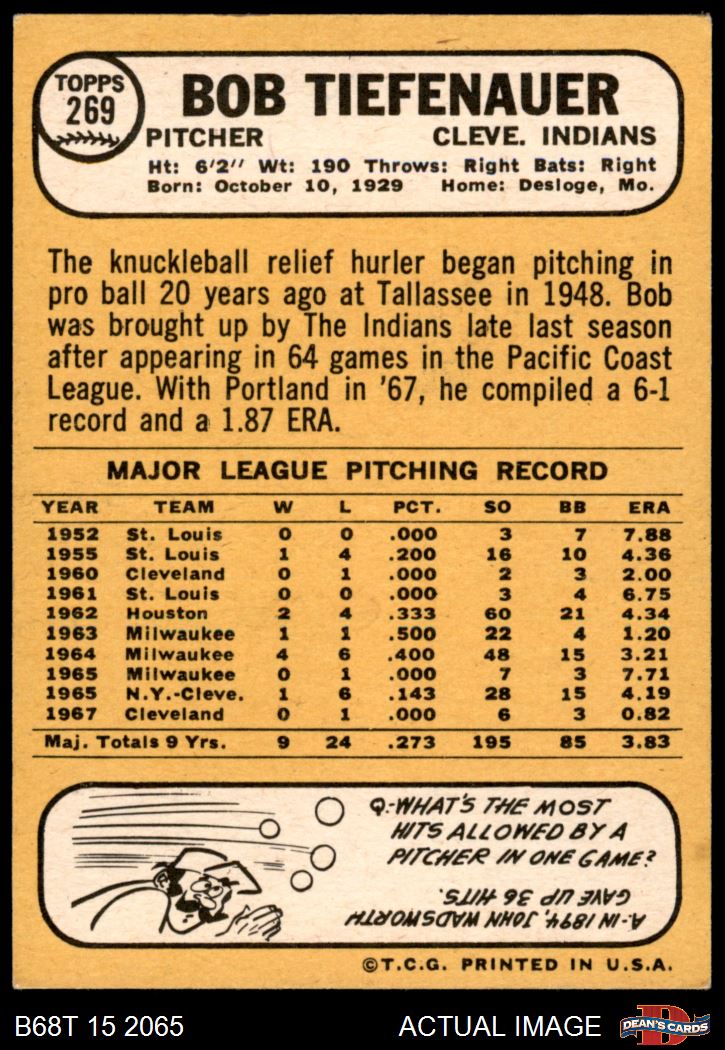 TOPPS
269
BOB TIEFENAUER
PITCHER CLEVE. INDIANS
Ht: 6'2" Wt: 190 Throws: Right Bats: Right
Born: October 10, 1929 Home: Desloge, Mo.
The knuckleball relief hurler began pitching in
pro ball 20 years ago at Tallassee in 1948. Bob
was brought up by The Indians late last season
after appearing in 64 games in the Pacific Coast
League. With Portland in '67, he compiled a 6-1
record and a 1.87 ERA.
MAJOR LEAGUE PITCHING RECORD
YEAR TEAM W L PCT. SO BB ERA
1952 St. Louis 0 0 .000 3 7 7.88
1955 St. Louis 1 4 .200 16 10 4.36
1960 Cleveland 0 1 .000 2 3 2.00
1961 St. Louis 0 0 .000 3 4 6.75
1962 Houston 2 4 .333 60 21 4.34
1963 Milwaukee 1 1 .500 22 4 1.20
1964 Milwaukee 4 6 .400 48 15 3.21
1965 Milwaukee 0 1 .000 7 3 7.71
1965 N.Y.-Cleve. 1 6 .143 28 15 4.19
1967 Cleveland 0 1 .000 6 3 0.82
Maj. Totals 9 Yrs. 9 24 .273 195 85 3.83
Q-WHAT'S THE MOST
HITS ALLOWED BY A
PITCHER IN ONE GAME?
A-IN 1894, JOHN WADSWORTH
GAVE UP 36 HITS.
©T.C.G. PRINTED IN U.S.A.
B68T 15 2065 ACTUAL IMAGE D DEAN'S CARDS